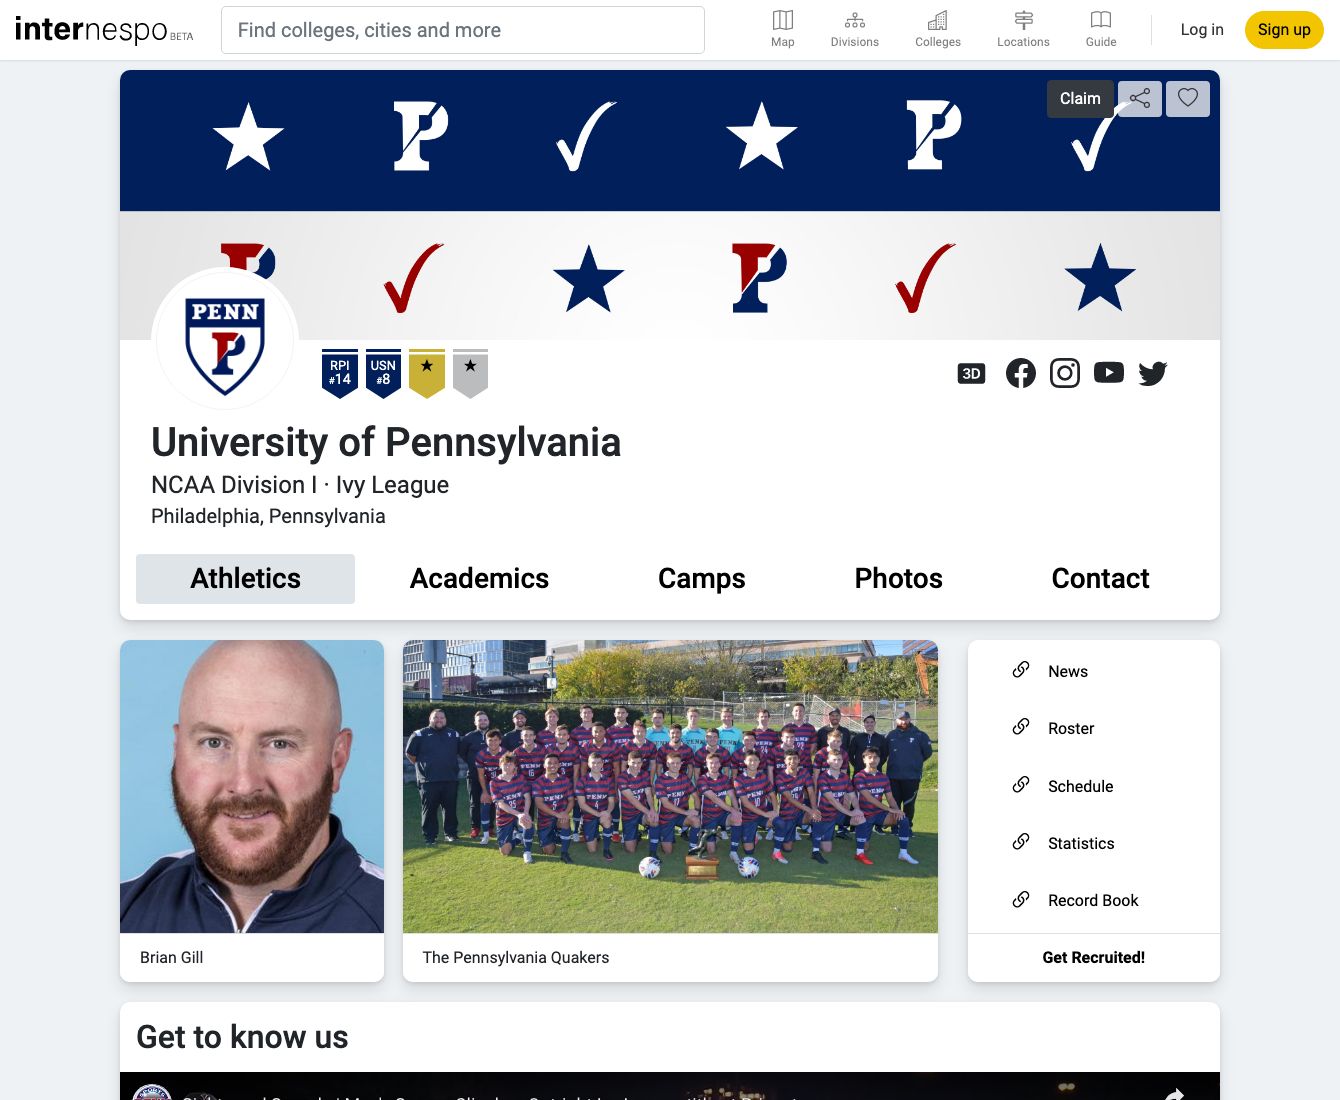 internespo BETA
Find colleges, cities and more
Map
Divisions
Colleges
Locations
Guide
Log in
Sign up
Claim
P
P
P
P
PENN
P
RPI
#14
USN
#8
3D
University of Pennsylvania
NCAA Division I · Ivy League
Philadelphia, Pennsylvania
Athletics
Academics
Camps
Photos
Contact
News
Roster
Schedule
Statistics
Record Book
Brian Gill
The Pennsylvania Quakers
Get Recruited!
Get to know us